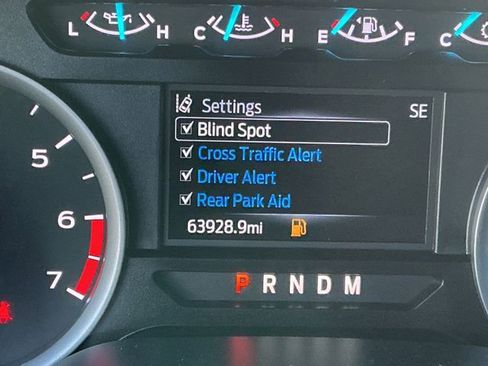 L H C H E F C
Settings SE
Blind Spot
Cross Traffic Alert
Driver Alert
Rear Park Aid
63928.9mi
5
6
7
P R N D M